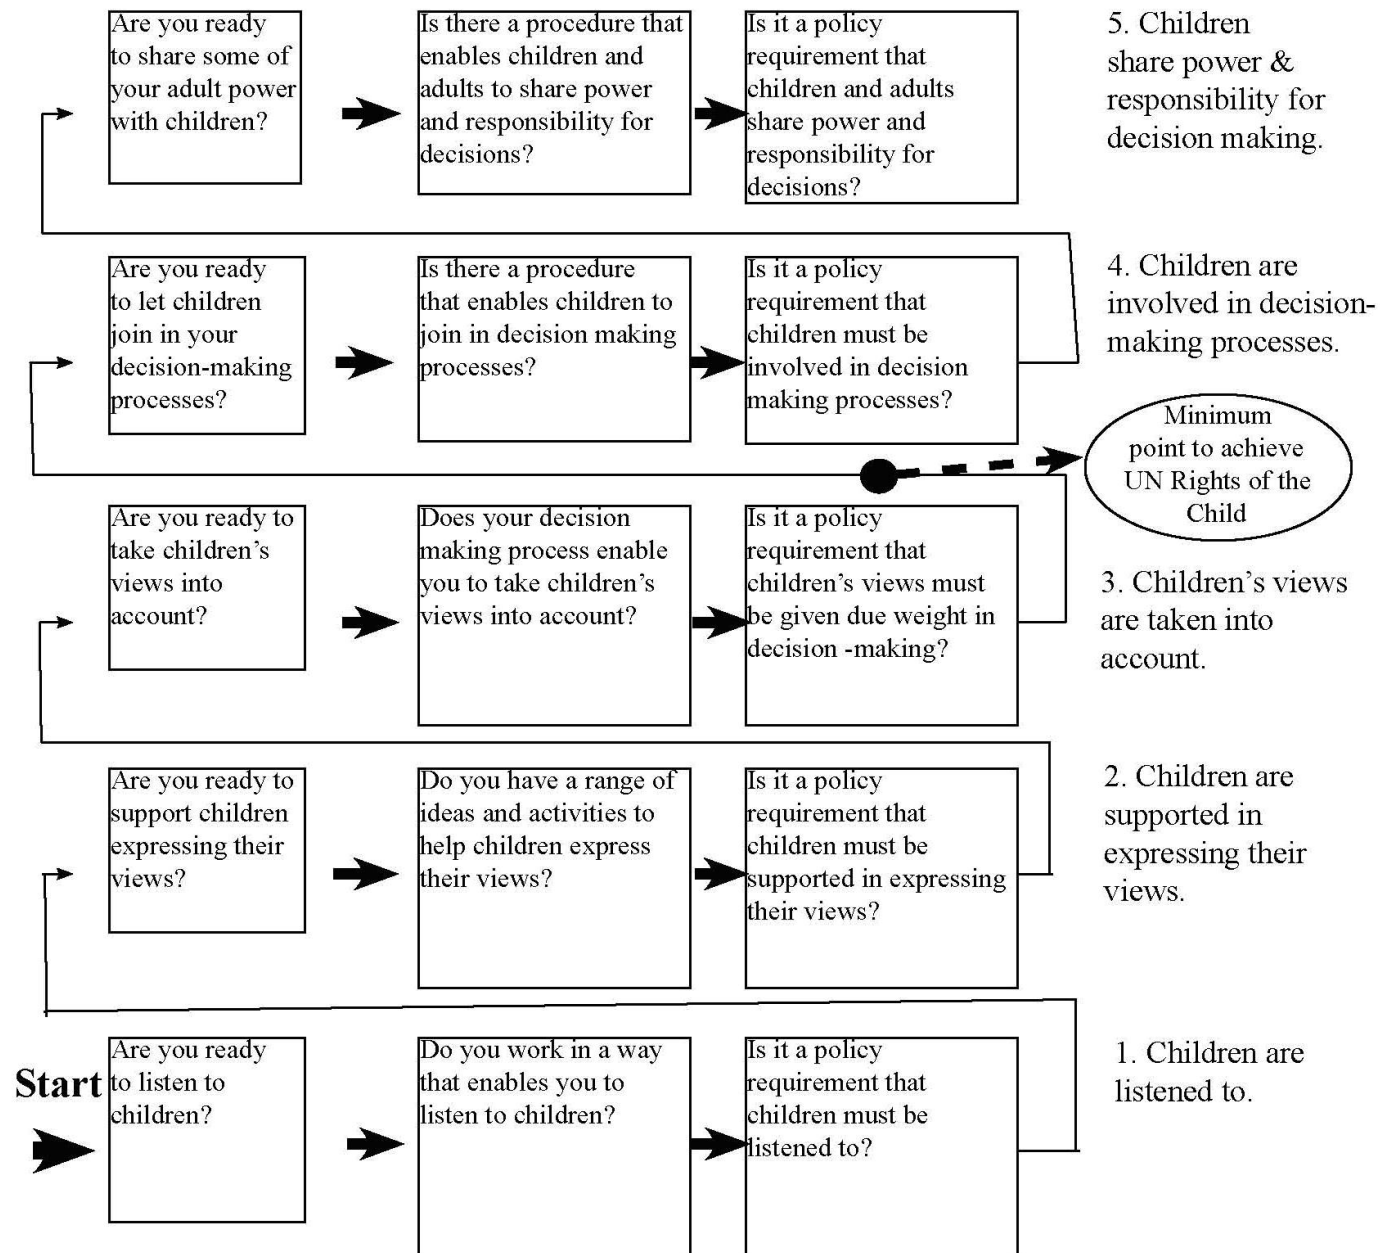 Are you ready
to share some of
your adult power
with children?
Is there a procedure that
enables children and
adults to share power
and responsibility for
decisions?
Is it a policy
requirement that
children and adults
share power and
responsibility for
decisions?
5. Children
share power &
responsibility for
decision making.
Are you ready
to let children
join in your
decision-making
processes?
Is there a procedure
that enables children to
join in decision making
processes?
Is it a policy
requirement that
children must be
involved in decision
making processes?
4. Children are
involved in decision-
making processes.
Minimum
point to achieve
UN Rights of the
Child
Are you ready to
take children’s
views into
account?
Does your decision
making process enable
you to take children’s
views into account?
Is it a policy
requirement that
children’s views must
be given due weight in
decision -making?
3. Children’s views
are taken into
account.
Are you ready to
support children
expressing their
views?
Do you have a range of
ideas and activities to
help children express
their views?
Is it a policy
requirement that
children must be
supported in expressing
their views?
2. Children are
supported in
expressing their
views.
Start
Are you ready
to listen to
children?
Do you work in a way
that enables you to
listen to children?
Is it a policy
requirement that
children must be
listened to?
1. Children are
listened to.